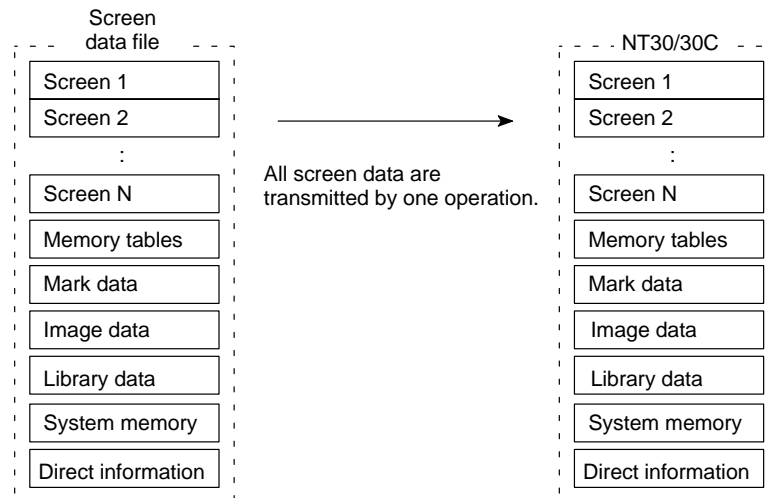 Screen
data file
Screen 1
Screen 2
:
Screen N
Memory tables
Mark data
Image data
Library data
System memory
Direct information
All screen data are
transmitted by one operation.
NT30/30C
Screen 1
Screen 2
:
Screen N
Memory tables
Mark data
Image data
Library data
System memory
Direct information